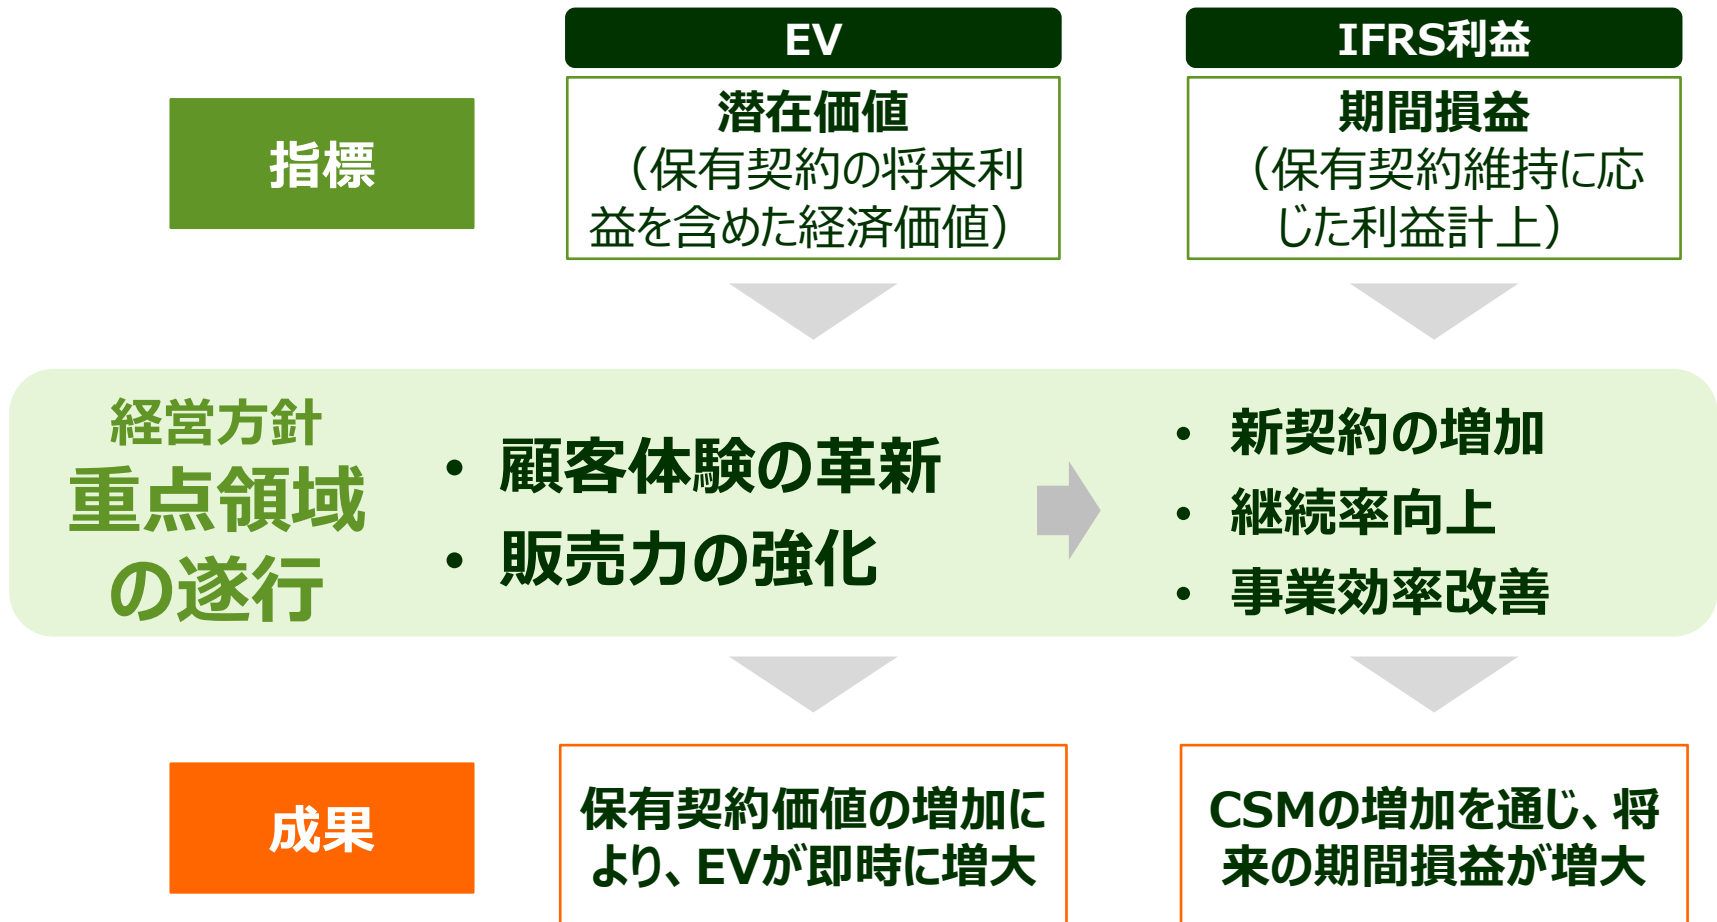 EV
IFRS利益
指標
潜在価値
（保有契約の将来利
益を含めた経済価値）
期間損益
（保有契約維持に応
じた利益計上）
経営方針
重点領域
の遂行
• 顧客体験の革新
• 販売力の強化
• 新契約の増加
• 継続率向上
• 事業効率改善
成果
保有契約価値の増加に
より、EVが即時に増大
CSMの増加を通じ、将
来の期間損益が増大